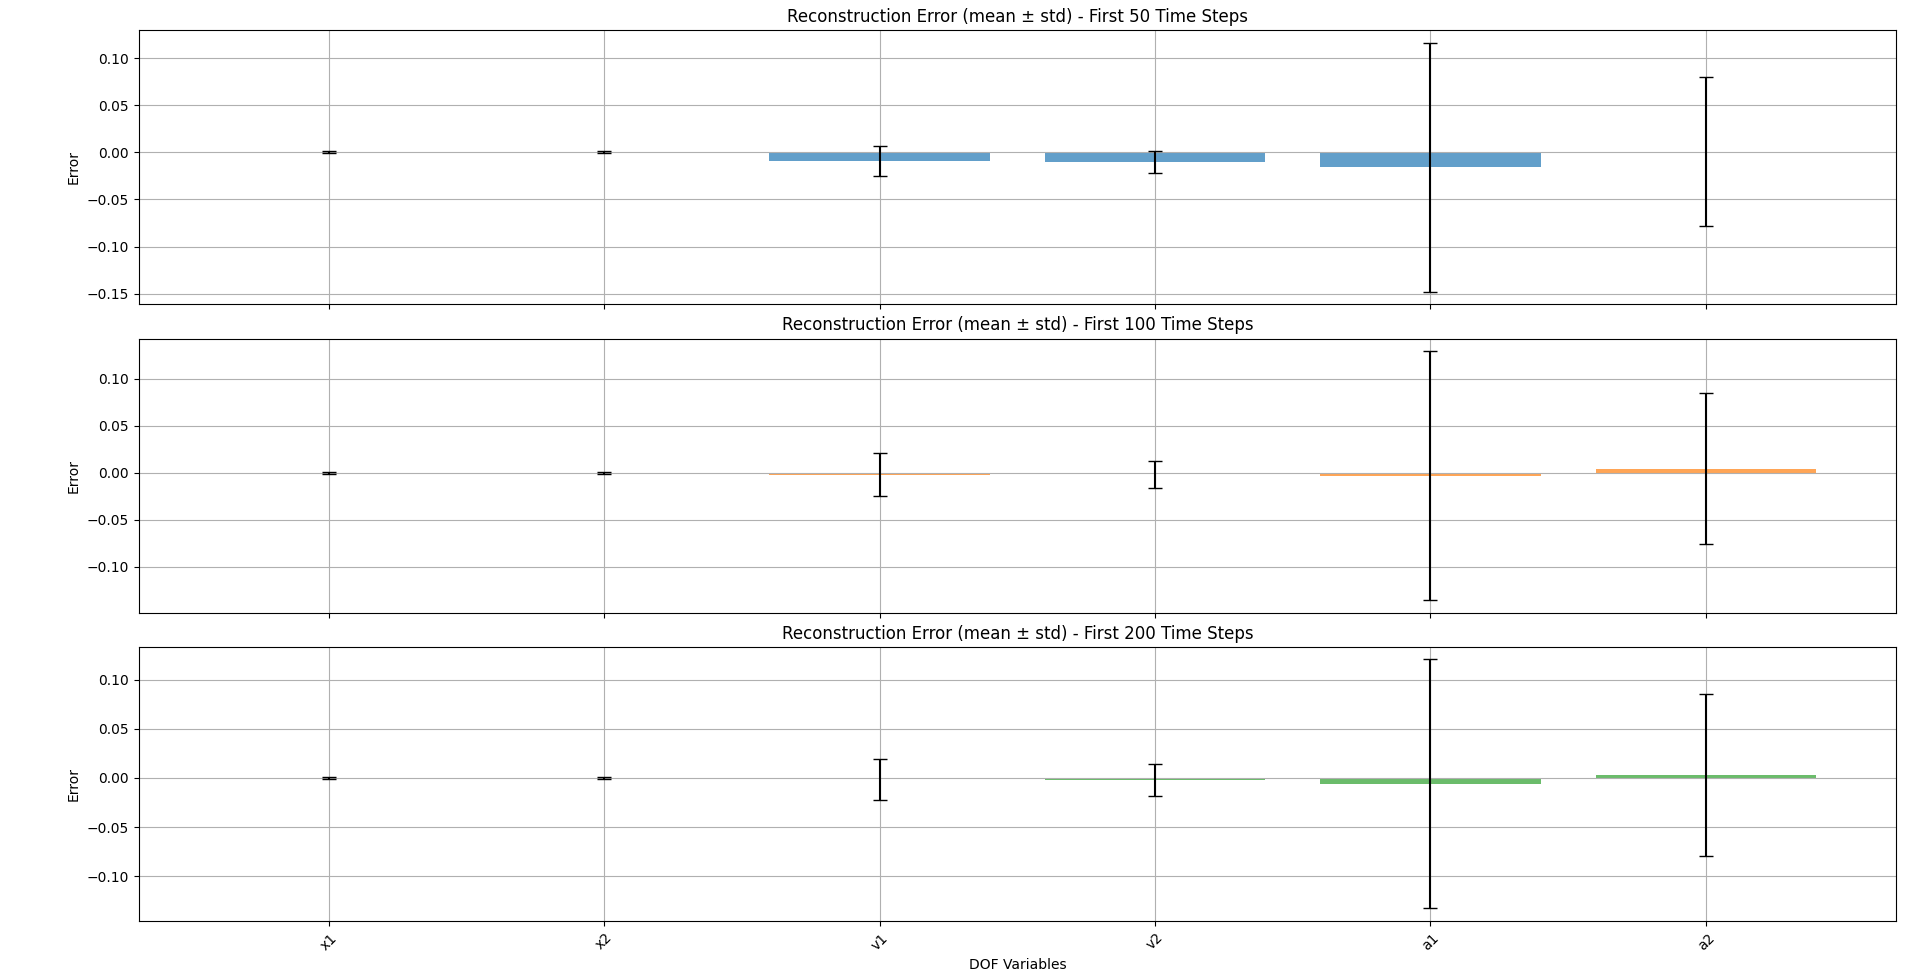 Reconstruction Error (mean ± std) - First 50 Time Steps
0.10
0.05
0.00
−0.05
−0.10
−0.15
Error
Reconstruction Error (mean ± std) - First 100 Time Steps
0.10
0.05
0.00
−0.05
−0.10
Error
Reconstruction Error (mean ± std) - First 200 Time Steps
0.10
0.05
0.00
−0.05
−0.10
Error
x1 x2 v1 v2 a1 a2
DOF Variables